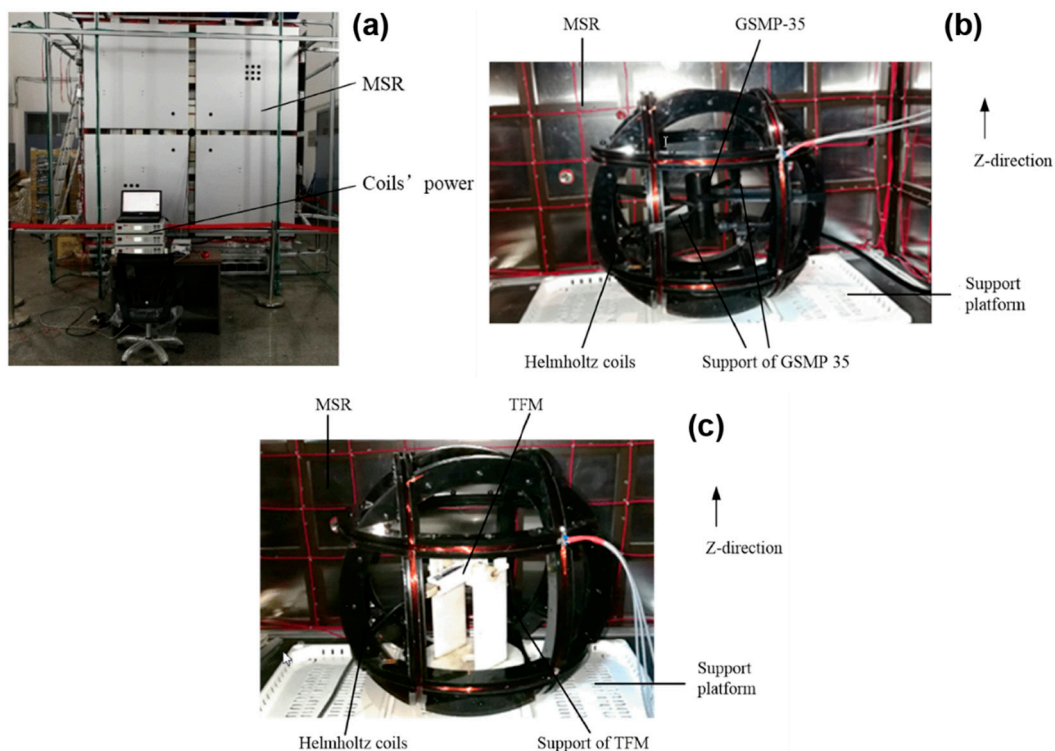 (a)
MSR
Coils' power
MSR
GSMP-35
(b)
Z-direction
Support
platform
Helmholtz coils
Support of GSMP 35
MSR
TFM
(c)
Z-direction
Support
platform
Helmholtz coils
Support of TFM